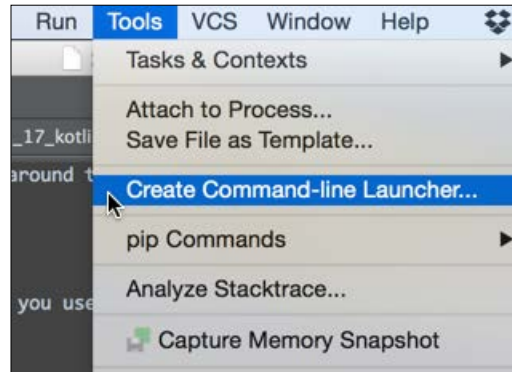 Run Tools VCS Window Help
Tasks & Contexts
Attach to Process...
_17_kotli
Save File as Template...
around t
Create Command-line Launcher...
pip Commands
Analyze Stacktrace...
you use
Capture Memory Snapshot